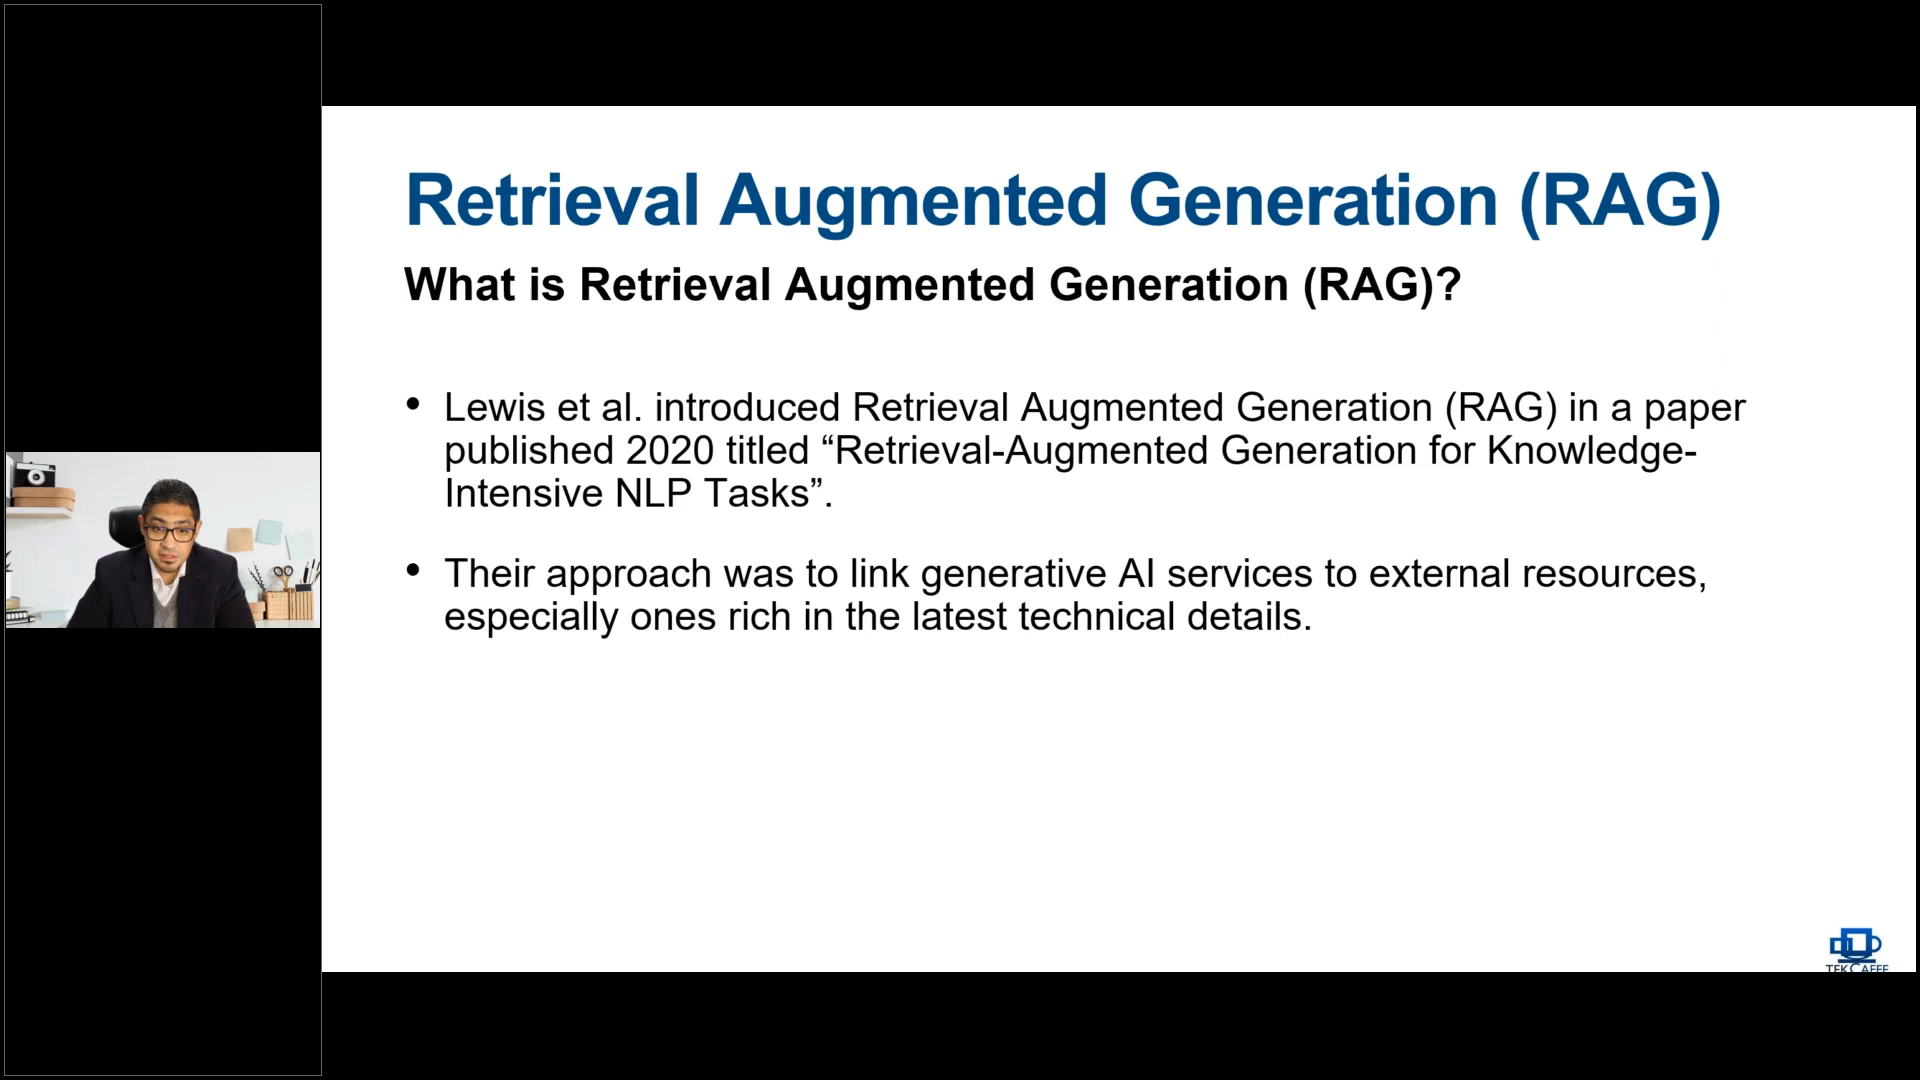 Retrieval Augmented Generation (RAG)
What is Retrieval Augmented Generation (RAG)?
• Lewis et al. introduced Retrieval Augmented Generation (RAG) in a paper
published 2020 titled “Retrieval-Augmented Generation for Knowledge-
Intensive NLP Tasks”.
• Their approach was to link generative AI services to external resources,
especially ones rich in the latest technical details.
TEKCAFFE